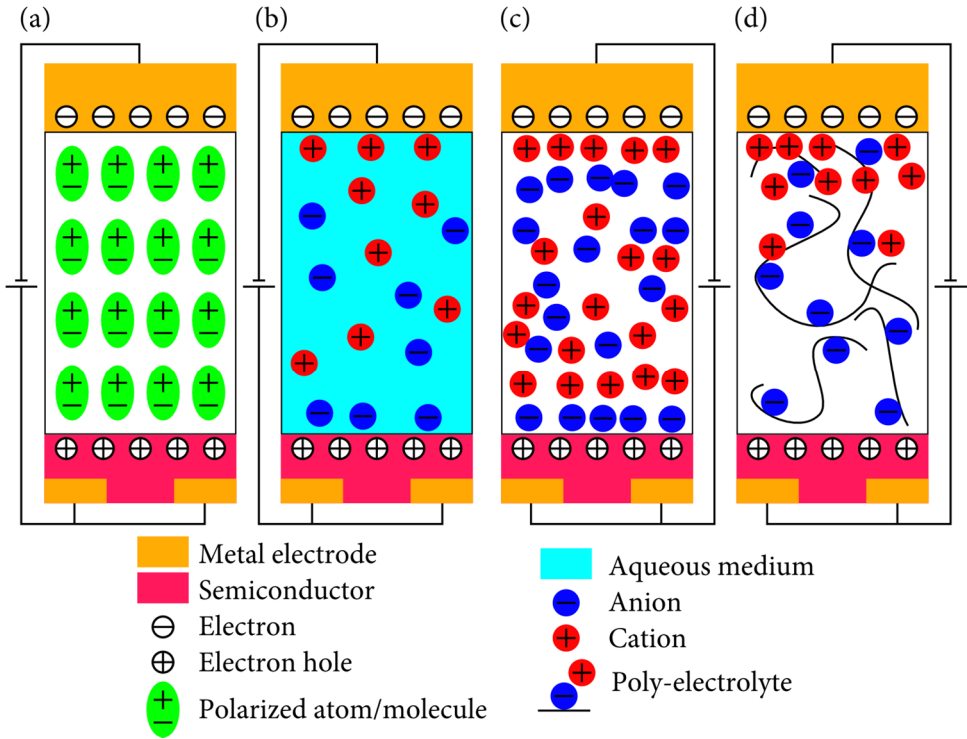 (a)
(b)
(c)
(d)
Metal electrode
Semiconductor
Electron
Electron hole
Polarized atom/molecule
Aqueous medium
Anion
Cation
Poly-electrolyte